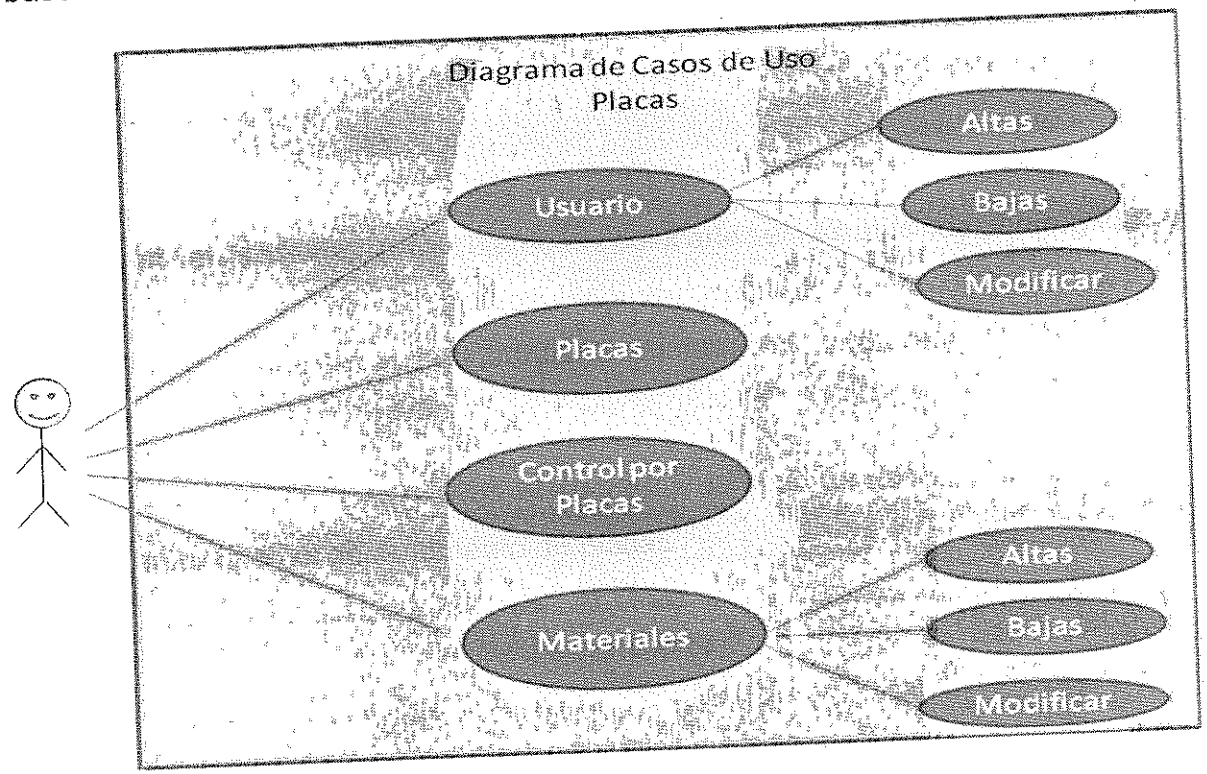 Diagrama de Casos de Uso
Placas
Usuario
Altas
Bajas
Modificar
Placas
Control por
Placas
Materiales
Altas
Bajas
Modificar